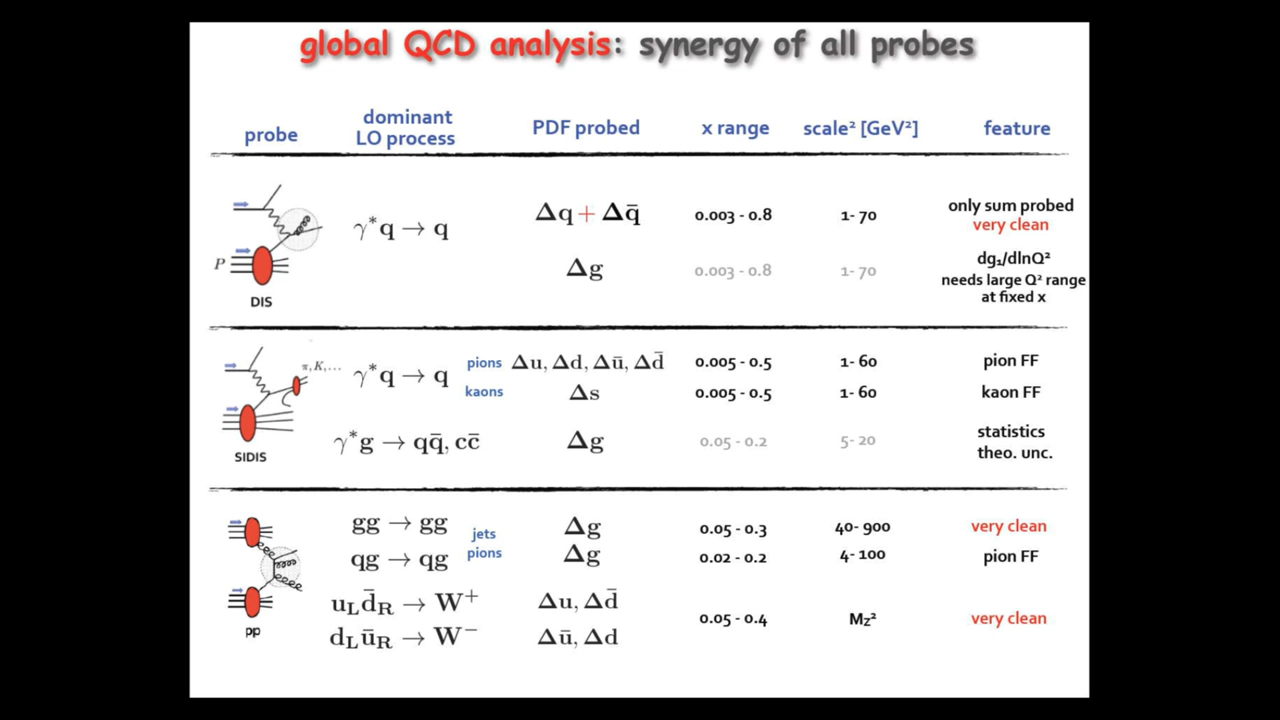 global QCD analysis: synergy of all probes
probe
dominant
LO process
PDF probed
x range
scale² [GeV²]
feature
P
DIS
γ*q → q
Δq + Δq̄
0.003 - 0.8
1- 70
only sum probed
very clean
Δg
0.003 - 0.8
1- 70
dg₁/dlnQ²
needs large Q² range
at fixed x
π, K, ...
SIDIS
γ*q → q
pions
Δu, Δd, Δū, Δd̄
0.005 - 0.5
1- 60
pion FF
kaons
Δs
0.005 - 0.5
1- 60
kaon FF
γ*g → qq̄, cc̄
Δg
0.05 - 0.2
5- 20
statistics
theo. unc.
pp
gg → gg
jets
Δg
0.05 - 0.3
40- 900
very clean
qg → qg
pions
Δg
0.02 - 0.2
4- 100
pion FF
u_L d̄_R → W⁺
Δu, Δd̄
d_L ū_R → W⁻
Δū, Δd
0.05 - 0.4
Mz²
very clean